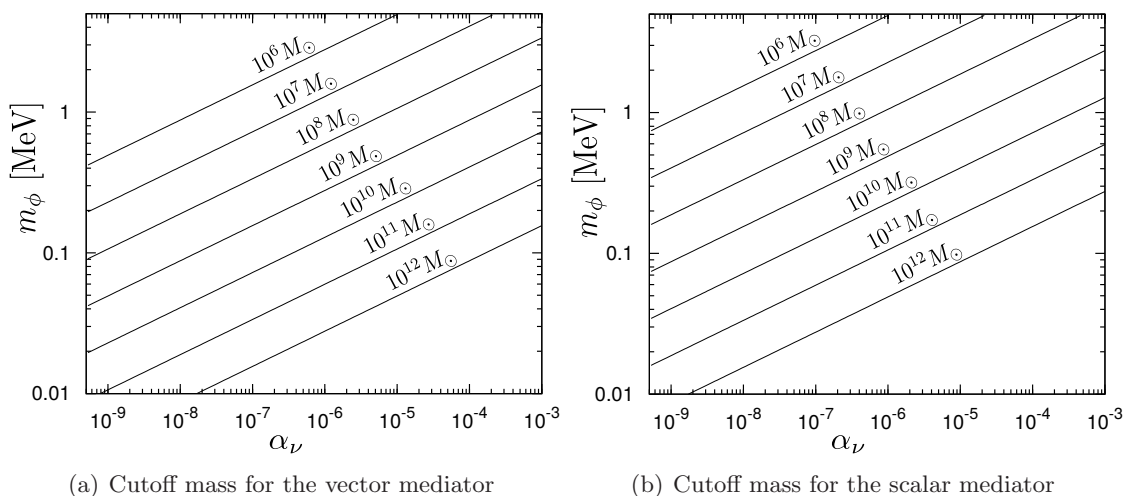 m_ϕ [MeV]
1
0.1
0.01
10^6 M_⊙
10^7 M_⊙
10^8 M_⊙
10^9 M_⊙
10^10 M_⊙
10^11 M_⊙
10^12 M_⊙
10^-9 10^-8 10^-7 10^-6 10^-5 10^-4 10^-3
α_ν
(a) Cutoff mass for the vector mediator
m_ϕ [MeV]
1
0.1
0.01
10^6 M_⊙
10^7 M_⊙
10^8 M_⊙
10^9 M_⊙
10^10 M_⊙
10^11 M_⊙
10^12 M_⊙
10^-9 10^-8 10^-7 10^-6 10^-5 10^-4 10^-3
α_ν
(b) Cutoff mass for the scalar mediator